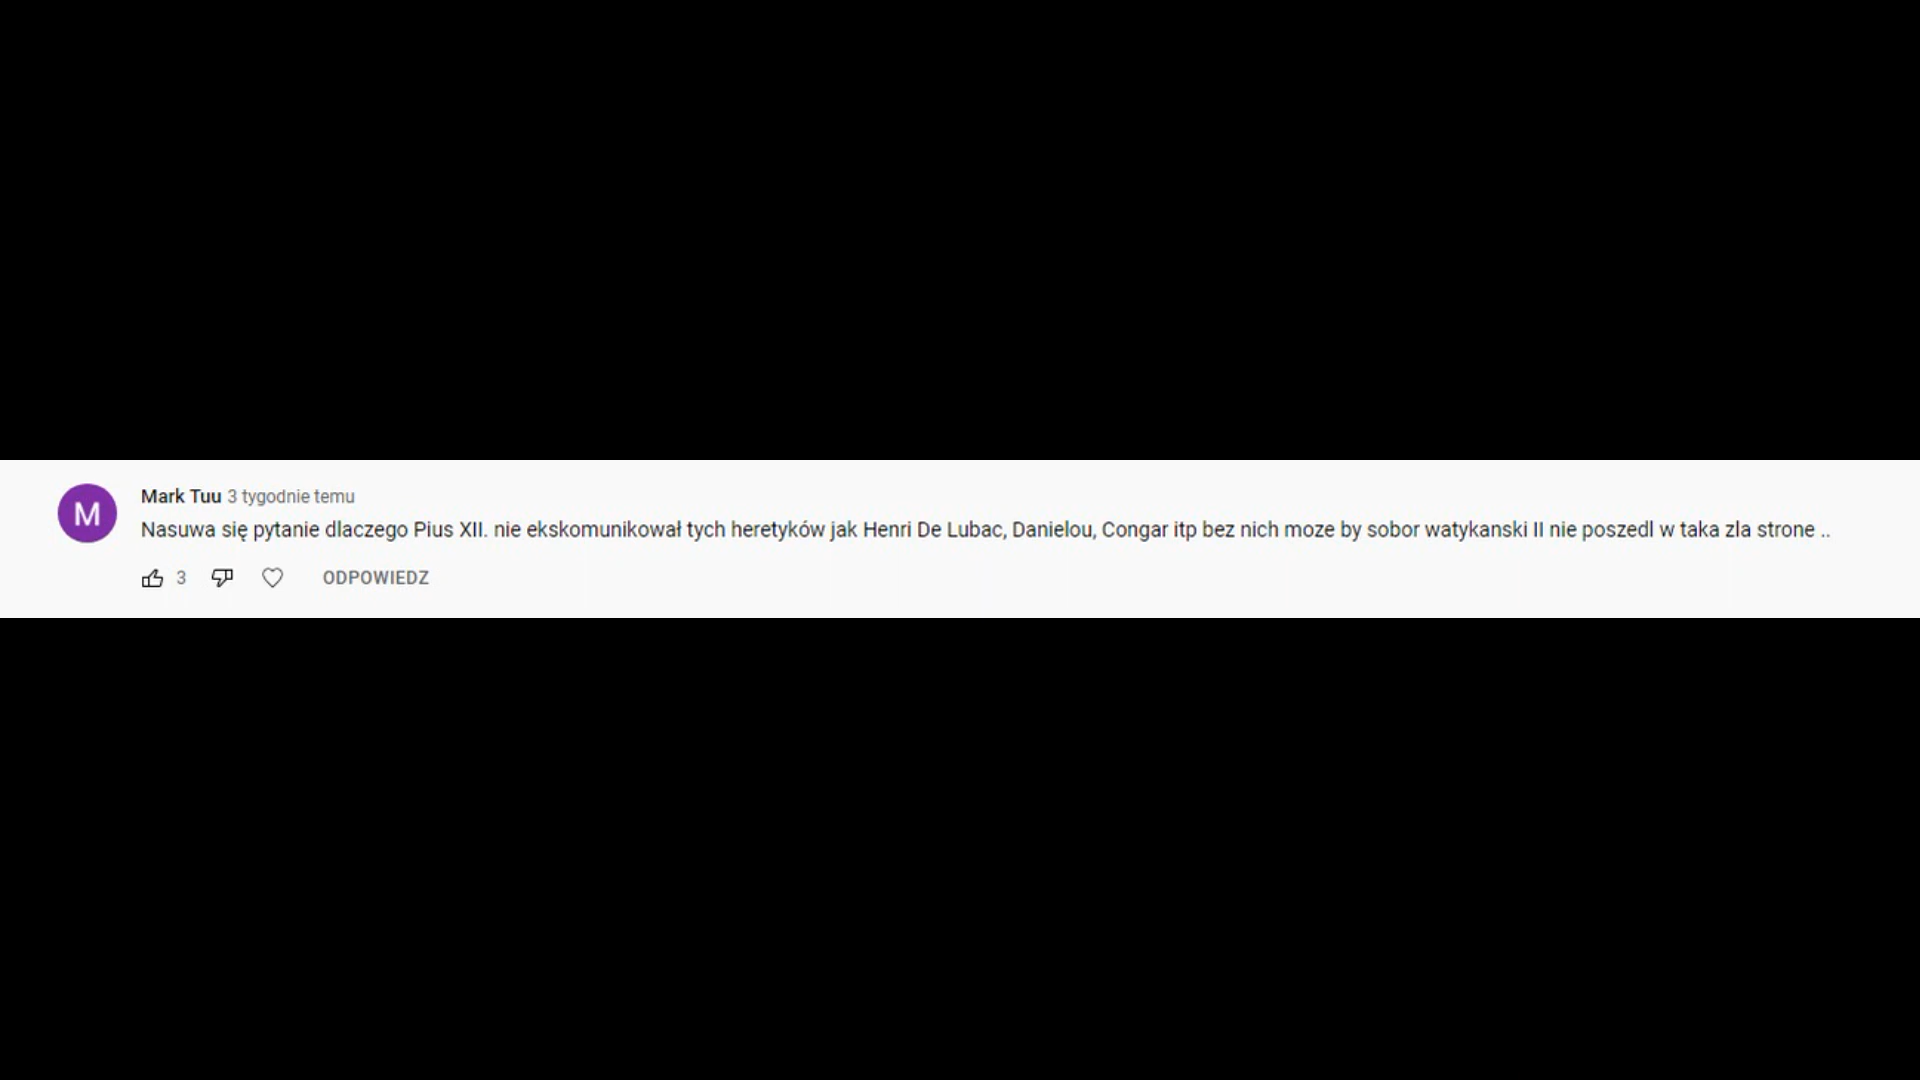 M
Mark Tuu 3 tygodnie temu
Nasuwa się pytanie dlaczego Pius XII. nie ekskomunikował tych heretyków jak Henri De Lubac, Danielou, Congar itp bez nich moze by sobor watykanski II nie poszedl w taka zla strone ..
3 ODPOWIEDZ